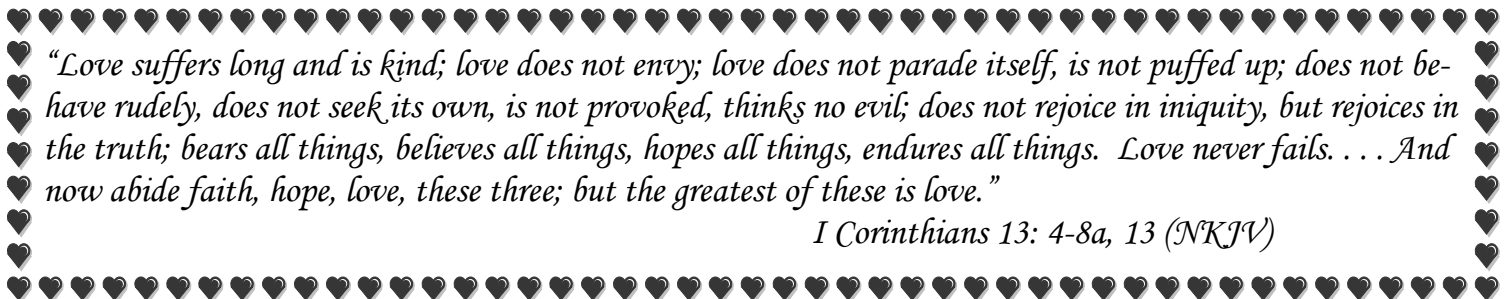 “Love suffers long and is kind; love does not envy; love does not parade itself, is not puffed up; does not be-
have rudely, does not seek its own, is not provoked, thinks no evil; does not rejoice in iniquity, but rejoices in
the truth; bears all things, believes all things, hopes all things, endures all things.  Love never fails. . . . And
now abide faith, hope, love, these three; but the greatest of these is love.”
I Corinthians 13: 4-8a, 13 (NKJV)